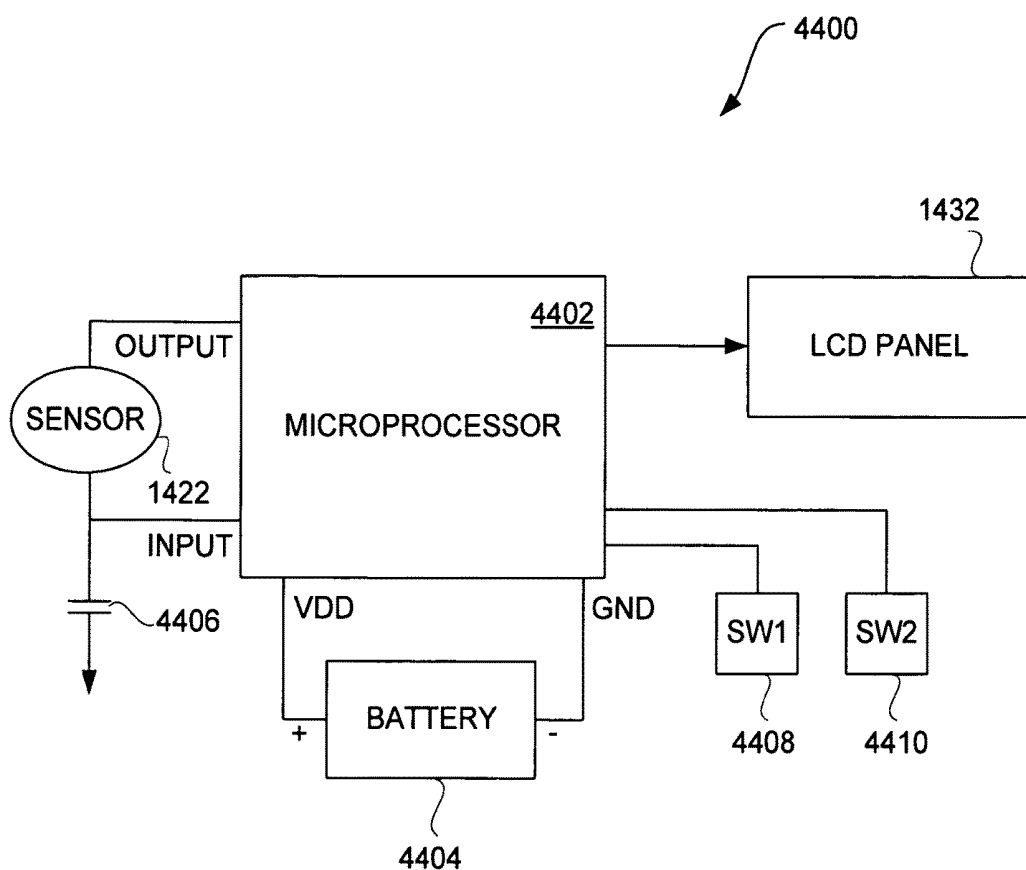 4400
1432
4402
OUTPUT
LCD PANEL
SENSOR
MICROPROCESSOR
1422
INPUT
4406
VDD
GND
SW1
SW2
+
BATTERY
-
4408
4410
4404